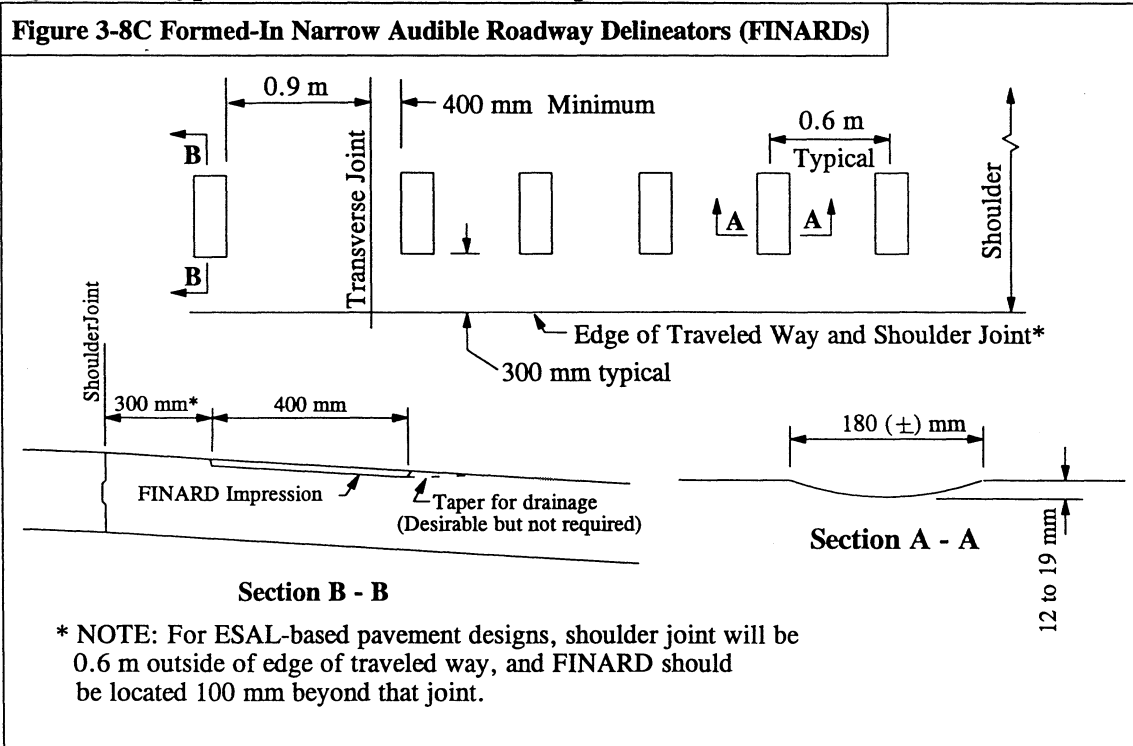 Figure 3-8C Formed-In Narrow Audible Roadway Delineators (FINARDs)
0.9 m
400 mm Minimum
0.6 m
Typical
B
B
Transverse Joint
A
A
Shoulder
Edge of Traveled Way and Shoulder Joint*
300 mm typical
ShoulderJoint
300 mm*
400 mm
FINARD Impression
Taper for drainage
(Desirable but not required)
Section B - B
180 (±) mm
Section A - A
12 to 19 mm
* NOTE: For ESAL-based pavement designs, shoulder joint will be
0.6 m outside of edge of traveled way, and FINARD should
be located 100 mm beyond that joint.